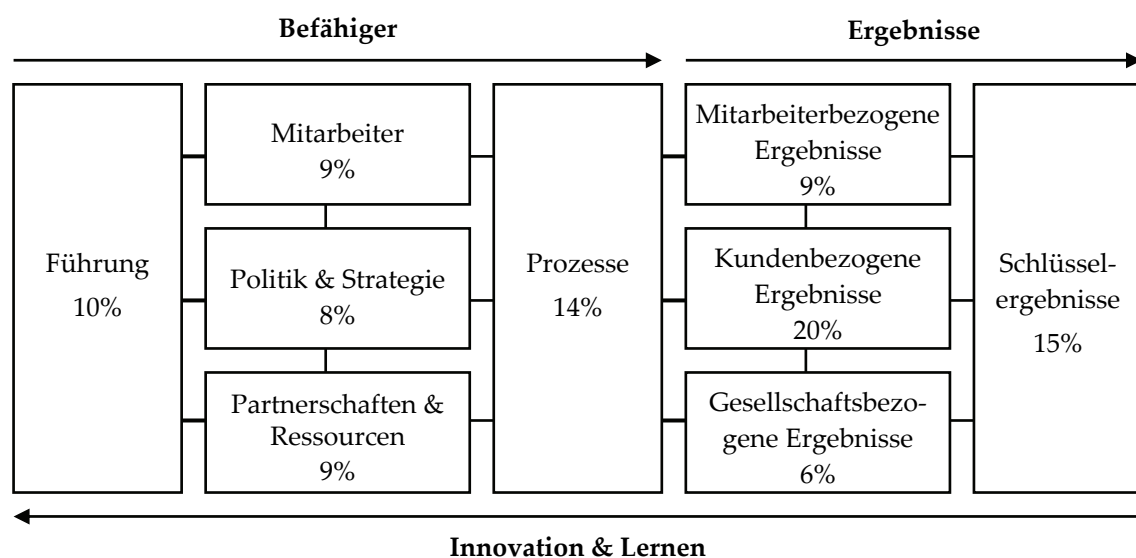 Befähiger
Ergebnisse
Führung
10%
Mitarbeiter
9%
Politik & Strategie
8%
Partnerschaften &
Ressourcen
9%
Prozesse
14%
Mitarbeiterbezogene
Ergebnisse
9%
Kundenbezogene
Ergebnisse
20%
Gesellschaftsbezo-
gene Ergebnisse
6%
Schlüssel-
ergebnisse
15%
Innovation & Lernen